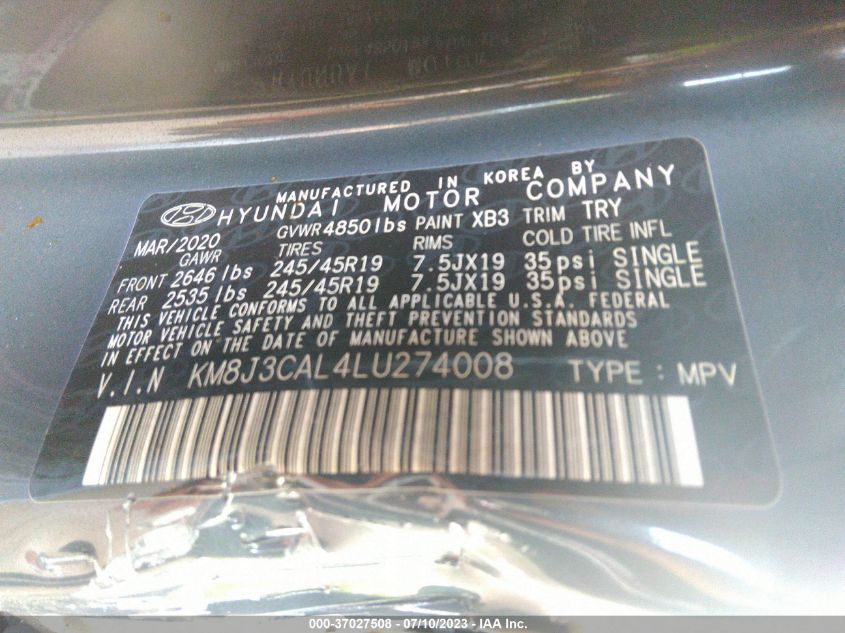 MANUFACTURED IN KOREA BY
HYUNDAI MOTOR COMPANY
MAR/2020 GVWR 4850 lbs PAINT XB3 TRIM TRY
GAWR TIRES RIMS COLD TIRE INFL
FRONT 2646 lbs 245/45R19 7.5JX19 35psi SINGLE
REAR 2535 lbs 245/45R19 7.5JX19 35psi SINGLE
THIS VEHICLE CONFORMS TO ALL APPLICABLE U.S.A. FEDERAL
MOTOR VEHICLE SAFETY AND THEFT PREVENTION STANDARDS
IN EFFECT ON THE DATE OF MANUFACTURE SHOWN ABOVE
V.I.N KM8J3CAL4LU274008 TYPE : MPV
000-37027508 - 07/10/2023 - IAA Inc.